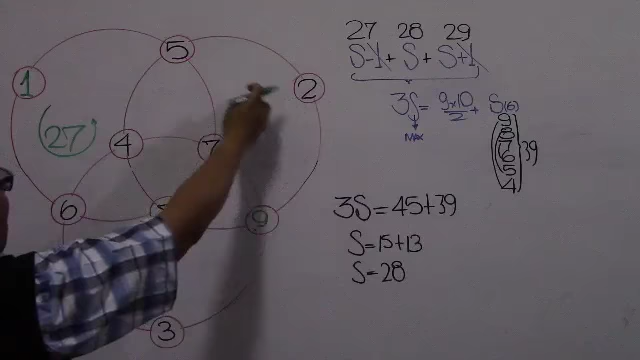 27 28 29
S-1 + S + S+1
3S = 9x10/2 + S(6)
MAX
9
8
7
6
5
4
39
3S = 45+39
S = 15+13
S = 28
5
1
2
27
4
7
6
9
3